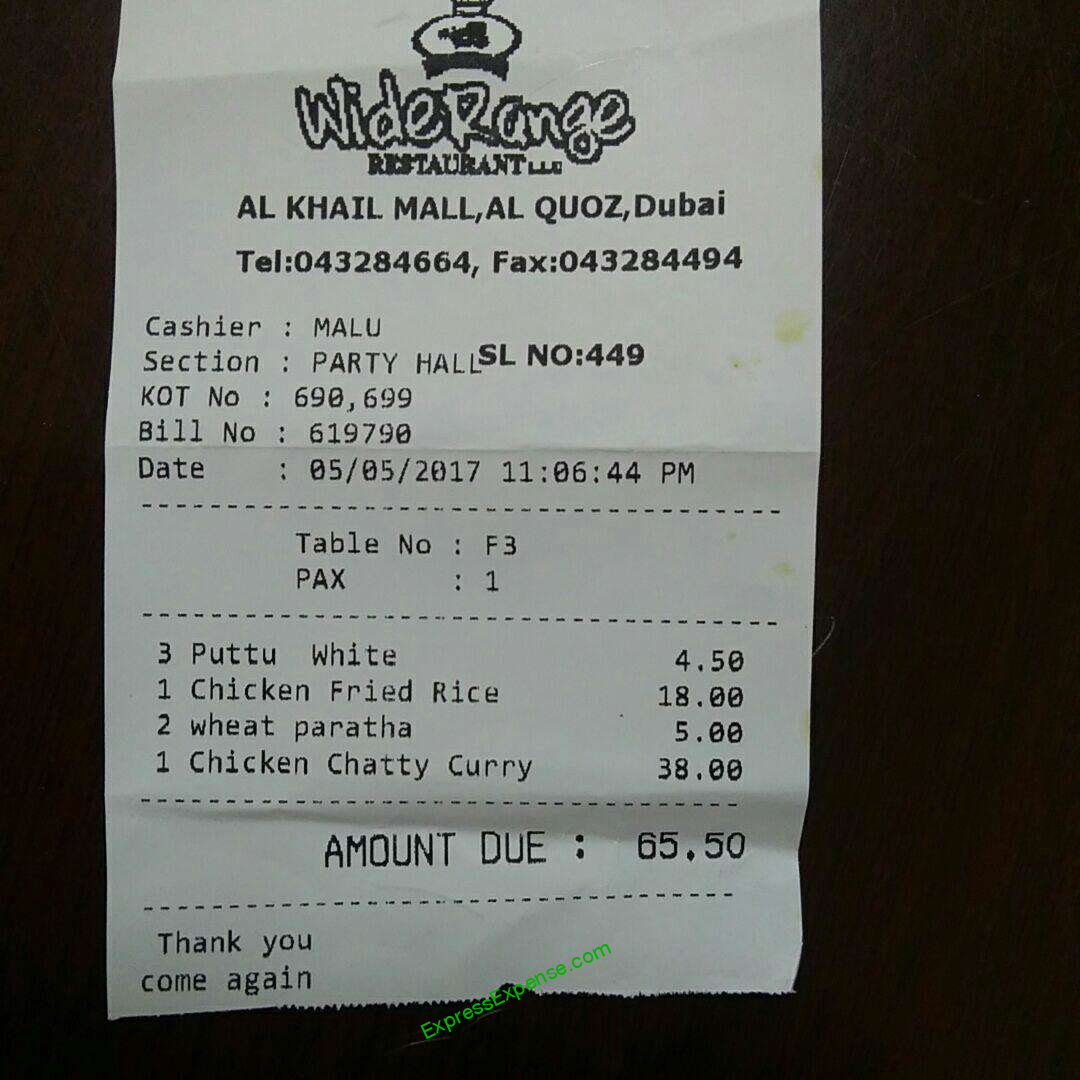 WideRange
RESTAURANT LLC
AL KHAIL MALL,AL QUOZ,Dubai
Tel:043284664, Fax:043284494
Cashier : MALU
Section : PARTY HALL SL NO:449
KOT No : 690,699
Bill No : 619790
Date : 05/05/2017 11:06:44 PM
Table No : F3
PAX : 1
3 Puttu White 4.50
1 Chicken Fried Rice 18.00
2 wheat paratha 5.00
1 Chicken Chatty Curry 38.00
AMOUNT DUE : 65.50
Thank you
come again
ExpressExpense.com